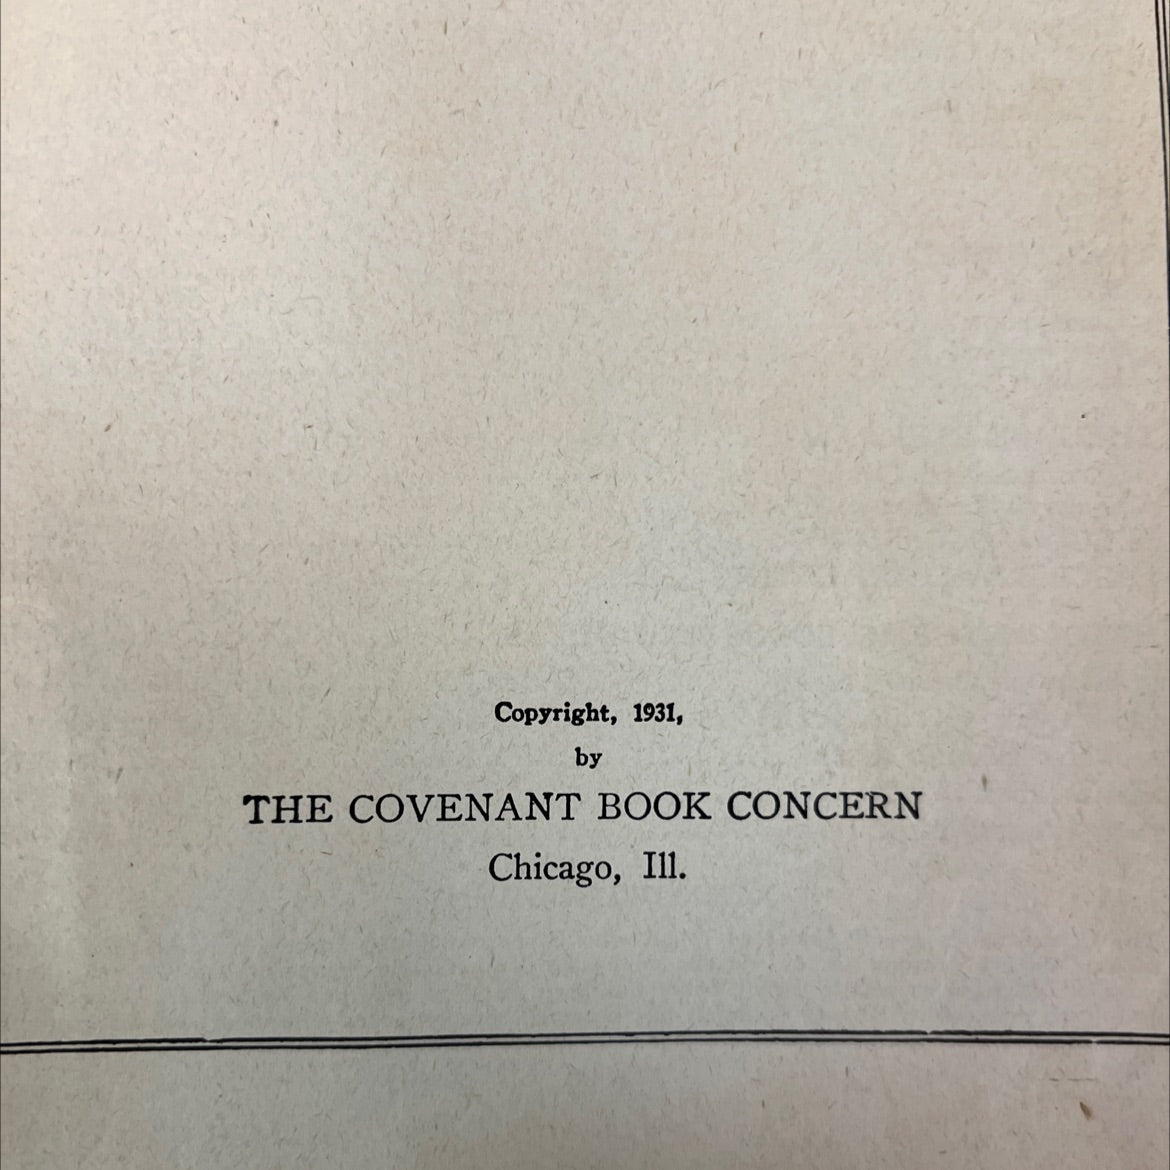 Copyright, 1931,
by
THE COVENANT BOOK CONCERN
Chicago, Ill.